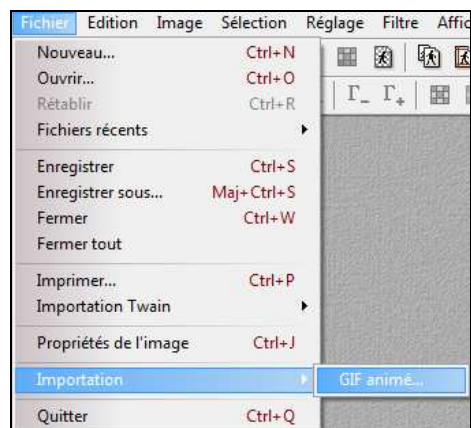 Fichier Edition Image Sélection Réglage Filtre Affic
Nouveau... Ctrl+N
Ouvrir... Ctrl+O
Rétablir Ctrl+R
Fichiers récents
Enregistrer Ctrl+S
Enregistrer sous... Maj+Ctrl+S
Fermer Ctrl+W
Fermer tout
Imprimer... Ctrl+P
Importation Twain
Propriétés de l'image Ctrl+J
Importation GIF animé...
Quitter Ctrl+Q